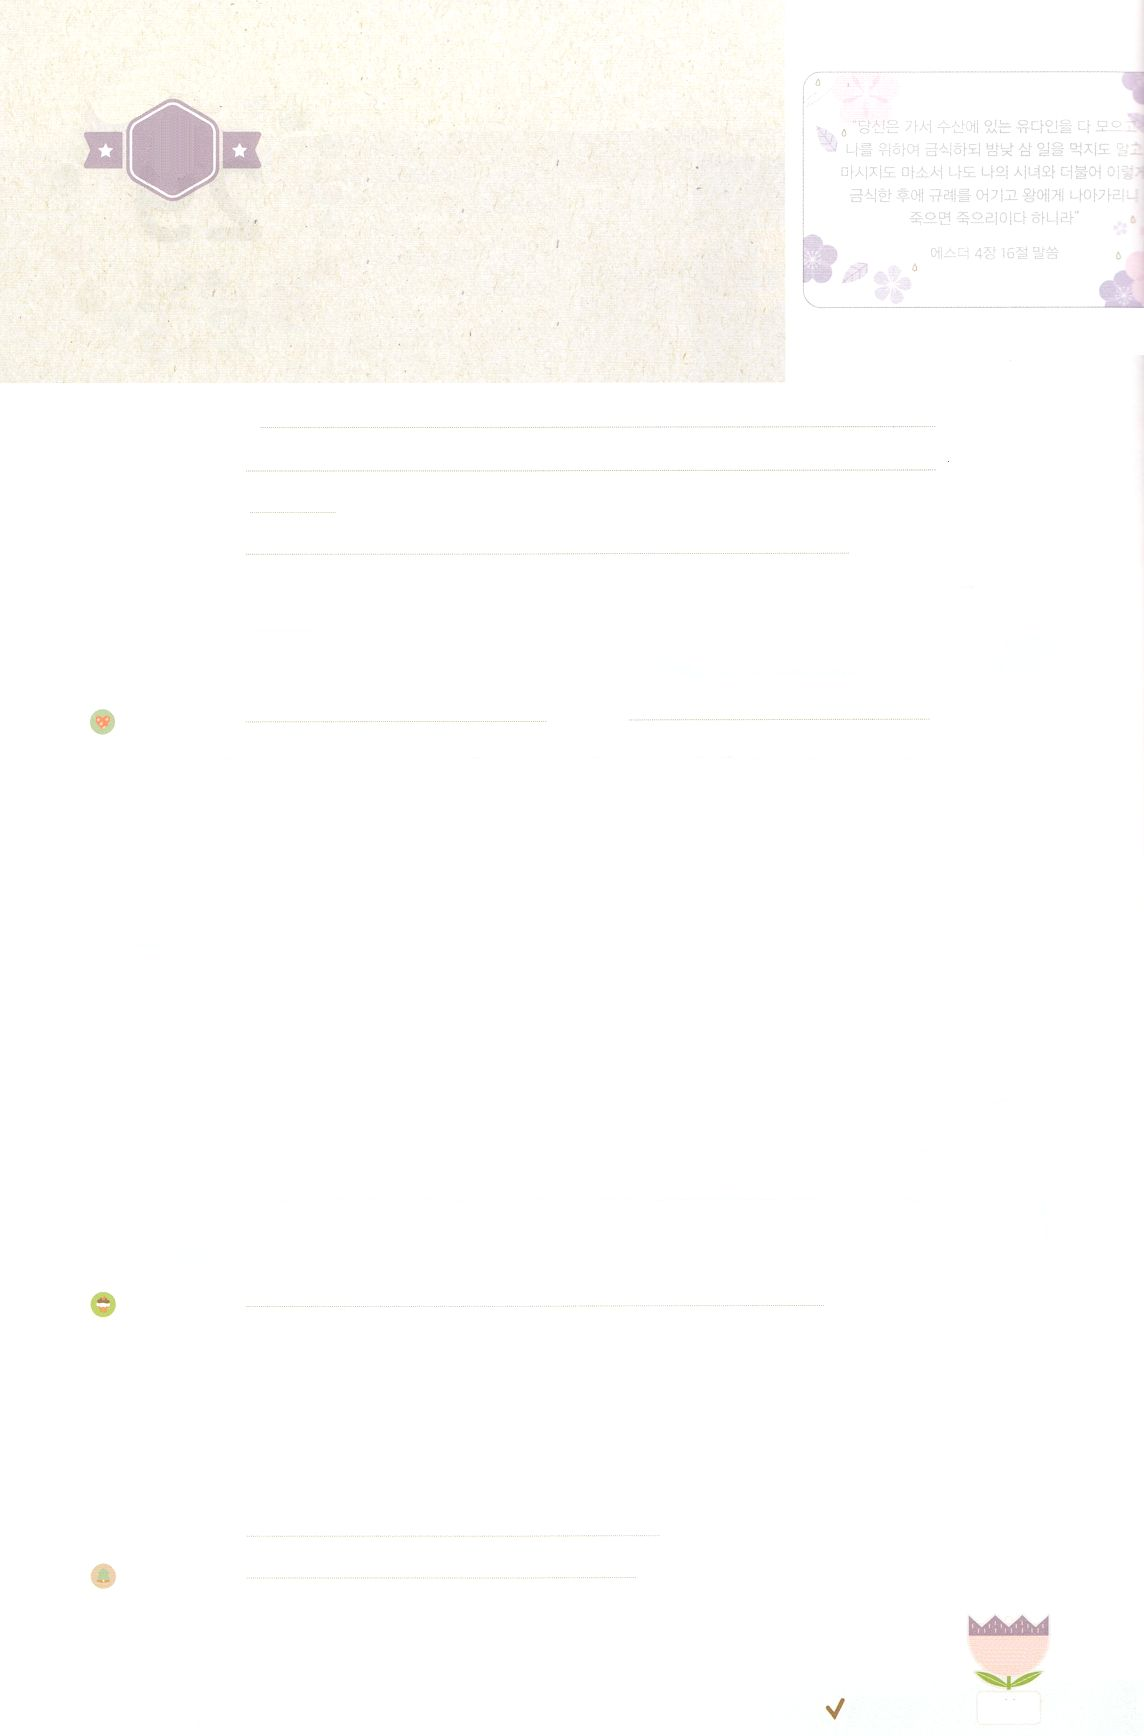 "당신은 가서 수산에 있는 유다인을 다 모으고
나를 위하여 금식하되 밤낮 삼 일을 먹지도 말고
마시지도 마소서 나도 나의 시녀와 더불어 이렇게
금식한 후에 규례를 어기고 왕에게 나아가리니
죽으면 죽으리이다 하니라"
에스더 4장 16절 말씀